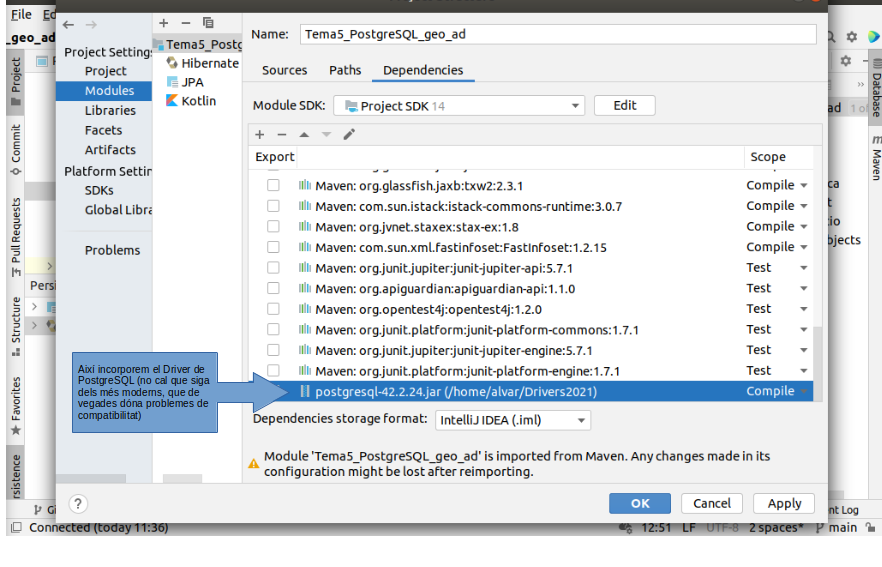 File Ed
_geo_ad
Name: Tema5_PostgreSQL_geo_ad
Project Settings
Project
Modules
Libraries
Facets
Artifacts
Platform Settin
SDKs
Global Libra
Problems
Tema5_Postg
Hibernate
JPA
Kotlin
Sources Paths Dependencies
Module SDK: Project SDK 14 Edit
Export Scope
Maven: org.glassfish.jaxb:txw2:2.3.1 Compile
Maven: com.sun.istack:istack-commons-runtime:3.0.7 Compile
Maven: org.jvnet.staxex:stax-ex:1.8 Compile
Maven: com.sun.xml.fastinfoset:FastInfoset:1.2.15 Compile
Maven: org.junit.jupiter:junit-jupiter-api:5.7.1 Test
Maven: org.apiguardian:apiguardian-api:1.1.0 Test
Maven: org.opentest4j:opentest4j:1.2.0 Test
Maven: org.junit.platform:junit-platform-commons:1.7.1 Test
Maven: org.junit.jupiter:junit-jupiter-engine:5.7.1 Test
Maven: org.junit.platform:junit-platform-engine:1.7.1 Test
postgresql-42.2.24.jar (/home/alvar/Drivers2021) Compile
Així incorporem el Driver de
PostgreSQL (no cal que siga
dels més moderns, que de
vegades dóna problemes de
compatibilitat)
Dependencies storage format: IntelliJ IDEA (.iml)
Module 'Tema5_PostgreSQL_geo_ad' is imported from Maven. Any changes made in its
configuration might be lost after reimporting.
? OK Cancel Apply
Project
Commit
Pull Requests
Structure
Favorites
rsistence
Persi
Database
Maven
ad 1 of
ca
t
io
bjects
Gi
nt Log
Connected (today 11:36) 12:51 LF UTF-8 2 spaces* main